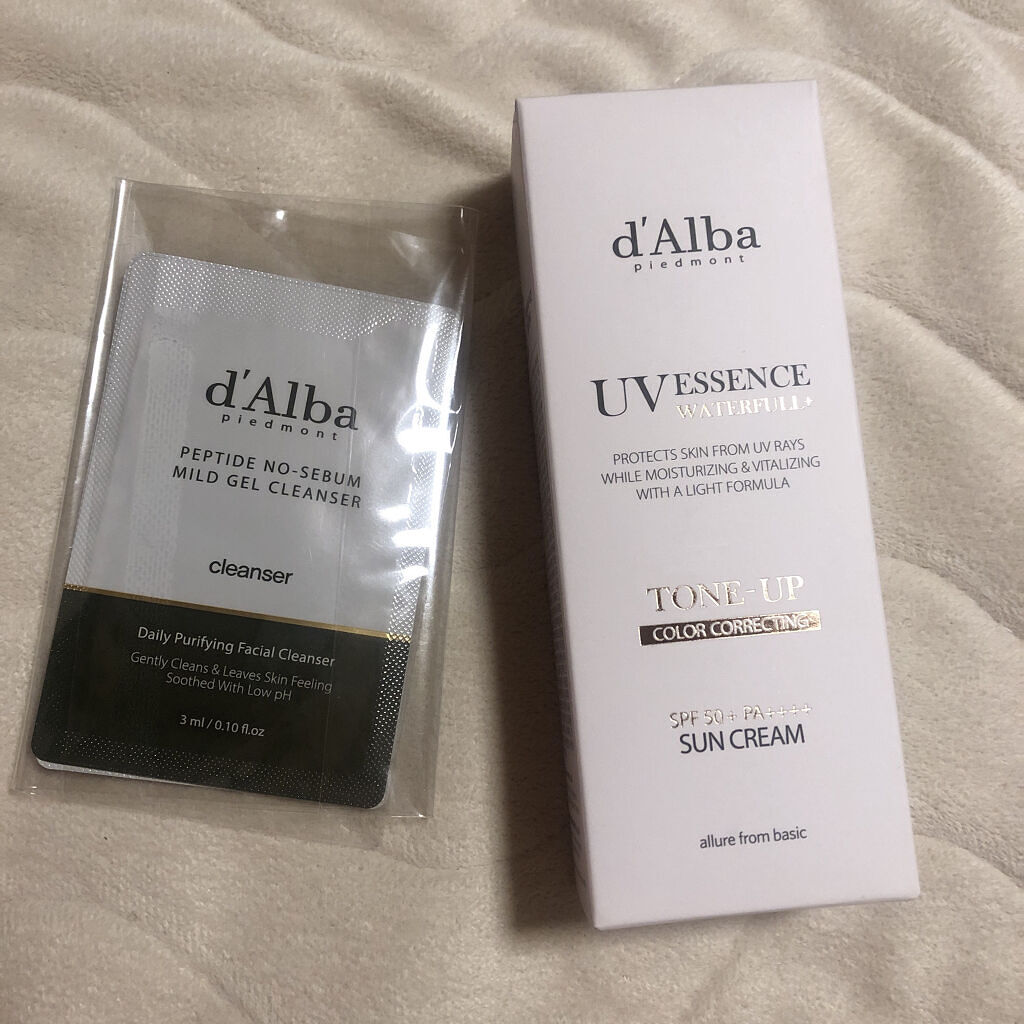 d'Alba
piedmont
PEPTIDE NO-SEBUM
MILD GEL CLEANSER
cleanser
Daily Purifying Facial Cleanser
Gently Cleans & Leaves Skin Feeling
Soothed With Low pH
3 ml / 0.10 fl.oz
d'Alba
piedmont
UV ESSENCE
WATERFULL+
PROTECTS SKIN FROM UV RAYS
WHILE MOISTURIZING & VITALIZING
WITH A LIGHT FORMULA
TONE-UP
COLOR CORRECTING
SPF 50+ PA++++
SUN CREAM
allure from basic